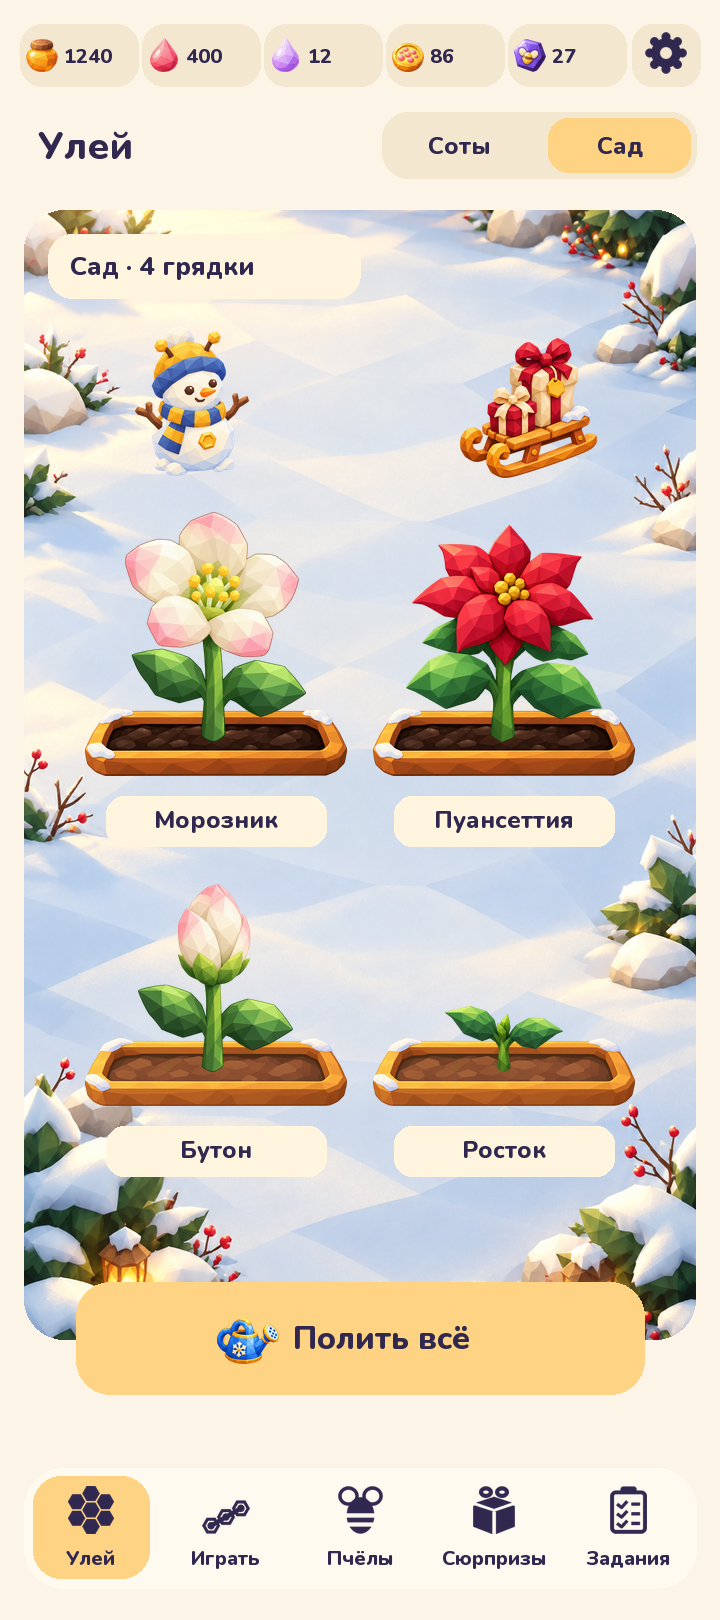 1240 400 12 86 27
Улей Соты Сад
Сад · 4 грядки
Морозник Пуансеттия
Бутон Росток
Полить всё
Улей Играть Пчёлы Сюрпризы Задания